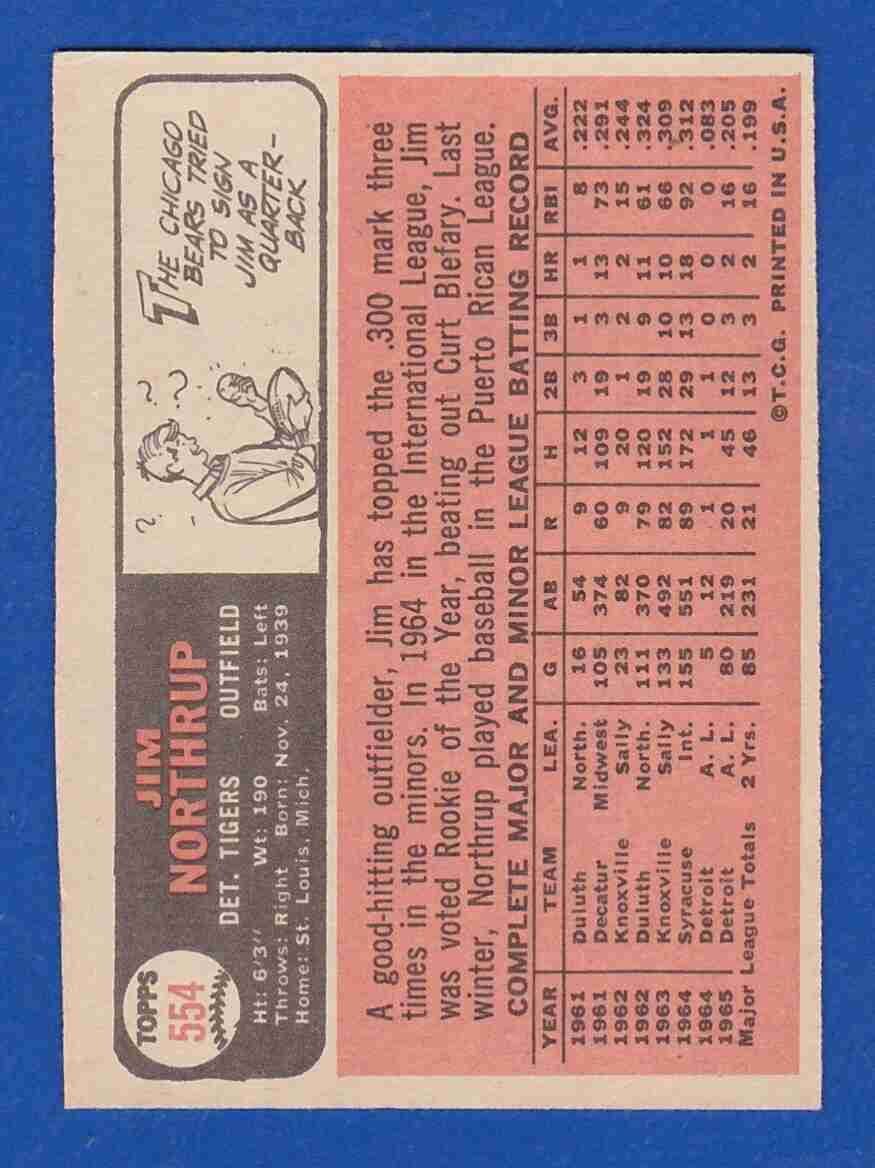 TOPPS
554
JIM
NORTHRUP
DET. TIGERS OUTFIELD
Ht: 6'3" Wt: 190 Bats: Left
Throws: Right Born: Nov. 24, 1939
Home: St. Louis, Mich.
THE CHICAGO
BEARS TRIED
TO SIGN
JIM AS A
QUARTER-
BACK
? ? ?
A good-hitting outfielder, Jim has topped the .300 mark three
times in the minors. In 1964 in the International League, Jim
was voted Rookie of the Year, beating out Curt Blefary. Last
winter, Northrup played baseball in the Puerto Rican League.
COMPLETE MAJOR AND MINOR LEAGUE BATTING RECORD
YEAR TEAM LEA. G AB R H 2B 3B HR RBI AVG.
1961 Duluth North. 16 54 9 12 3 1 1 8 .222
1961 Decatur Midwest 105 374 60 109 19 3 13 73 .291
1962 Knoxville Sally 23 82 9 20 1 2 2 15 .244
1962 Duluth North. 111 370 79 120 19 9 11 61 .324
1963 Knoxville Sally 133 492 82 152 28 10 10 66 .309
1964 Syracuse Int. 155 551 89 172 29 13 18 92 .312
1964 Detroit A. L. 5 12 1 1 1 0 0 0 .083
1965 Detroit A. L. 80 219 20 45 12 3 2 16 .205
Major League Totals 2 Yrs. 85 231 21 46 13 3 2 16 .199
©T.C.G. PRINTED IN U.S.A.